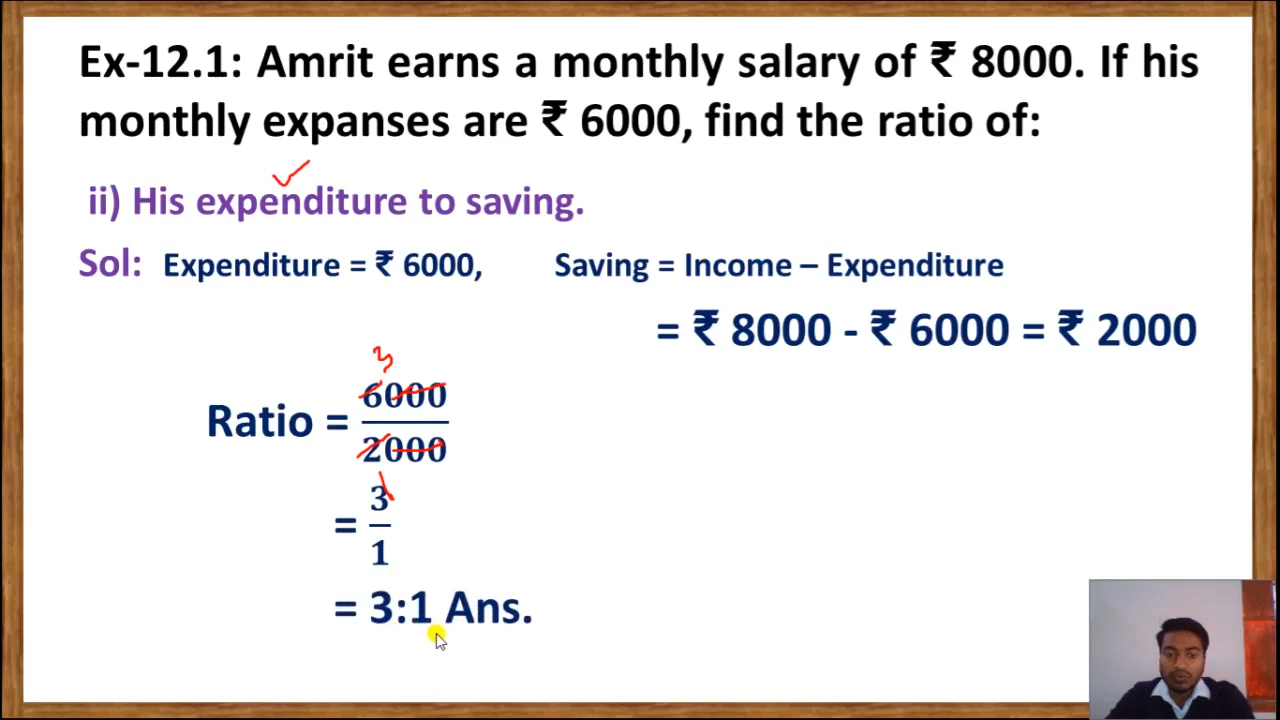 Ex-12.1: Amrit earns a monthly salary of ₹ 8000. If his
monthly expanses are ₹ 6000, find the ratio of:
ii) His expenditure to saving.
Sol: Expenditure = ₹ 6000, Saving = Income – Expenditure
= ₹ 8000 - ₹ 6000 = ₹ 2000
3
Ratio = 6000/2000
1
= 3/1
= 3:1 Ans.